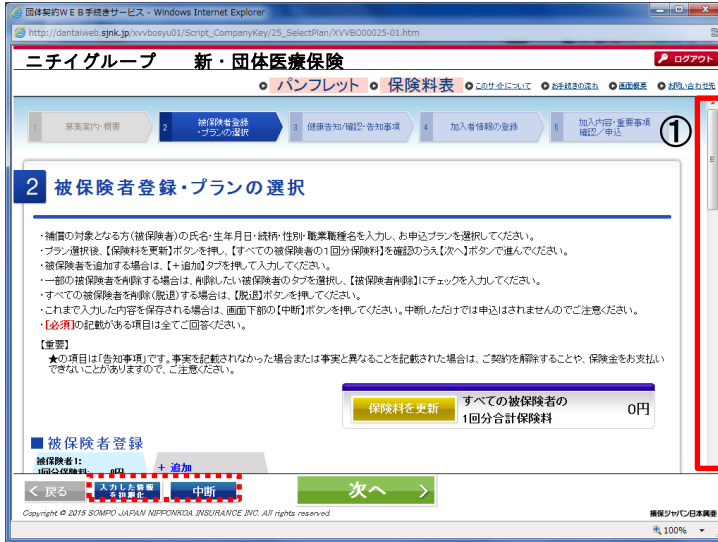 団体契約ＷＥＢ手続きサービス - Windows Internet Explorer
http://dantaiweb.sjnk.jp/xvvbosyu01/Script_CompanyKey/25_SelectPlan/XVVBO00025-01.htm
ニチイグループ　新・団体医療保険
ログアウト
パンフレット 保険料表 このサイトについて お手続きの流れ 画面概要 お問い合わせ先
1 募集案内・概要
2 被保険者登録・プランの選択
3 健康告知/確認・告知事項
4 加入者情報の登録
5 加入内容・重要事項確認／申込
①
2 被保険者登録・プランの選択
・補償の対象となる方(被保険者)の氏名・生年月日・続柄・性別・職業職種名を入力し、お申込プランを選択してください。
・プラン選択後、【保険料を更新】ボタンを押し、【すべての被保険者の1回分保険料】を確認のうえ【次へ】ボタンで進んでください。
・被保険者を追加する場合は、【＋追加】タブを押して入力してください。
・一部の被保険者を削除する場合は、削除したい被保険者のタブを選択し、【被保険者削除】にチェックを入力してください。
・すべての被保険者を削除(脱退)する場合は、【脱退】ボタンを押してください。
・これまで入力した内容を保存される場合は、画面下部の【中断】ボタンを押してください。中断しただけでは申込はされませんのでご注意ください。
・【必須】の記載がある項目は全てご回答ください。
【重要】
★の項目は「告知事項」です。事実を記載されなかった場合または事実と異なることを記載された場合は、ご契約を解除することや、保険金をお支払い
できないことがありますので、ご注意ください。
保険料を更新
すべての被保険者の
1回分合計保険料
0円
■被保険者登録
被保険者1:
1回分保険料: 0円
+ 追加
< 戻る
入力した情報
を初期化
中断
次へ >
Copyright © 2015 SOMPO JAPAN NIPPONKOA INSURANCE INC. All rights reserved.
損保ジャパン日本興亜
100%